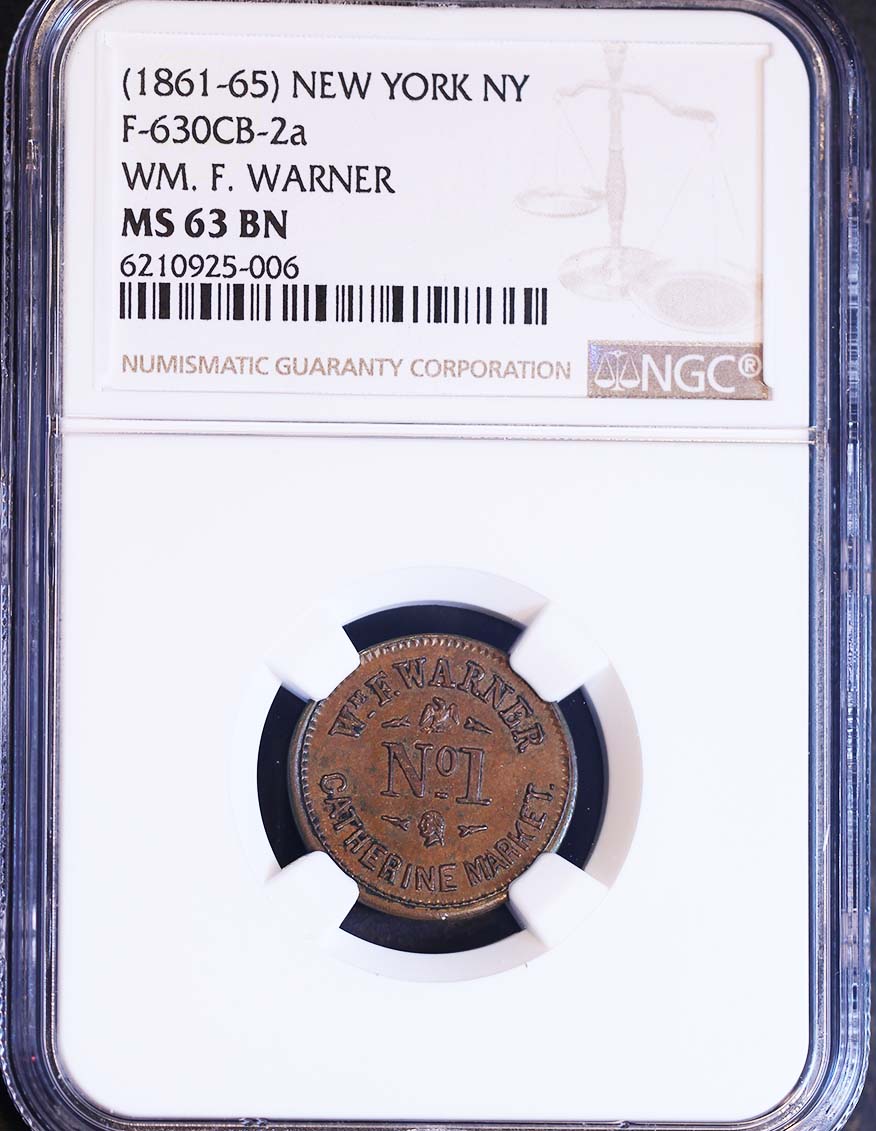 (1861-65) NEW YORK NY
F-630CB-2a
WM. F. WARNER
MS 63 BN
6210925-006
NUMISMATIC GUARANTY CORPORATION
NGC®
WM. F. WARNER
No. 1
CATHERINE MARKET.